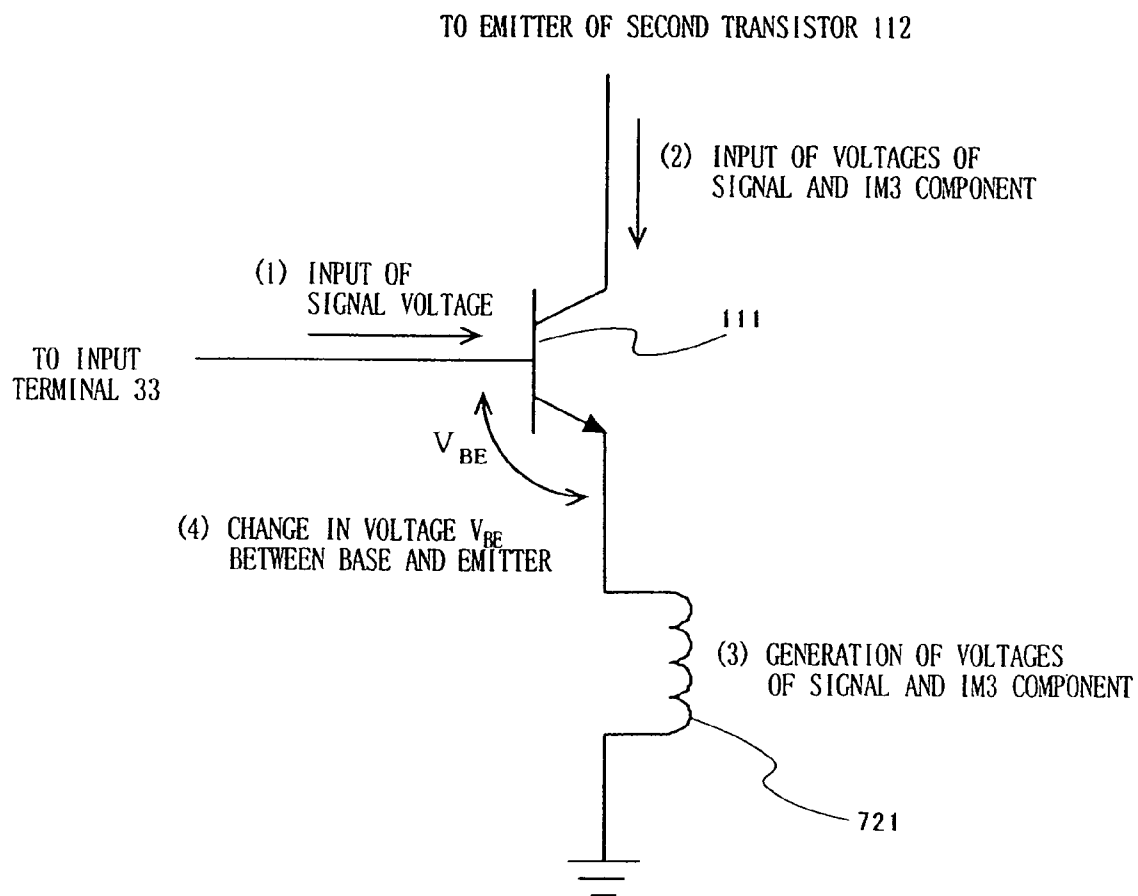 TO EMITTER OF SECOND TRANSISTOR 112
(2) INPUT OF VOLTAGES OF
SIGNAL AND IM3 COMPONENT
(1) INPUT OF
SIGNAL VOLTAGE
111
TO INPUT
TERMINAL 33
VBE
(4) CHANGE IN VOLTAGE VBE
BETWEEN BASE AND EMITTER
(3) GENERATION OF VOLTAGES
OF SIGNAL AND IM3 COMPONENT
721